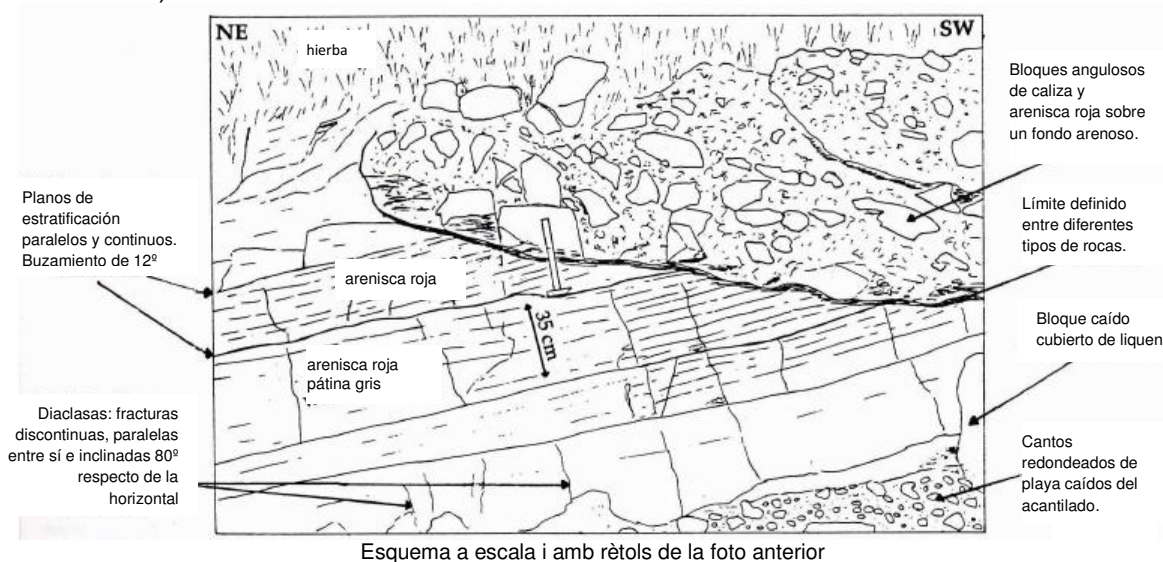 NE
SW
hierba
Bloques angulosos
de caliza y
arenisca roja sobre
un fondo arenoso.
Planos de
estratificación
paralelos y continuos.
Buzamiento de 12º
Límite definido
entre diferentes
tipos de rocas.
arenisca roja
35 cm
Bloque caído
cubierto de liquen
arenisca roja
pátina gris
Diaclasas: fracturas
discontinuas, paralelas
entre sí e inclinadas 80º
respecto de la
horizontal
Cantos
redondeados de
playa caídos del
acantilado.
Esquema a escala i amb rètols de la foto anterior